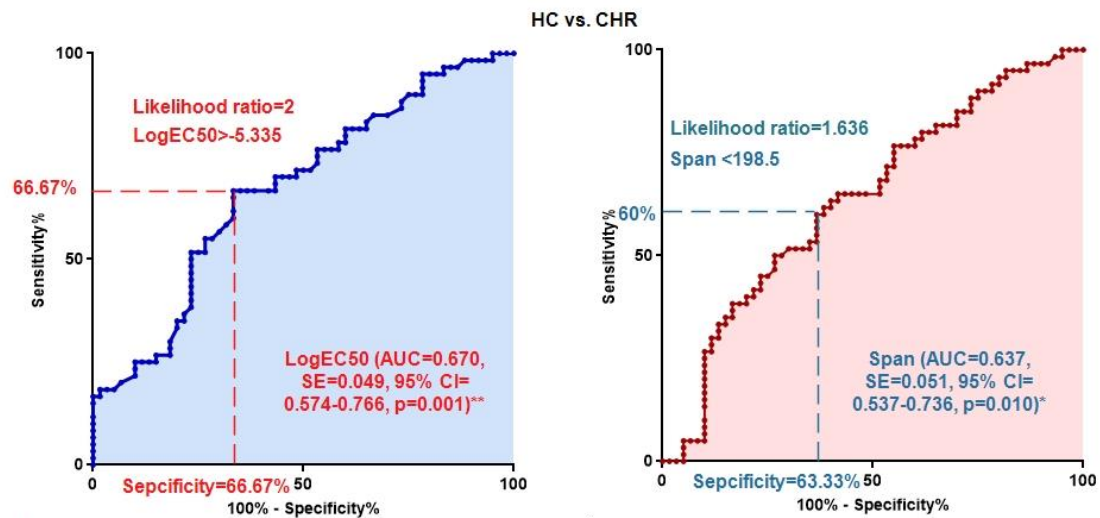 HC vs. CHR
100
Likelihood ratio=2
LogEC50>-5.335
66.67%
Sensitivity%
50
LogEC50 (AUC=0.670,
SE=0.049, 95% CI=
0.574-0.766, p=0.001)**
0
0
50
100
Sepcificity=66.67%
100% - Specificity%
100
Likelihood ratio=1.636
Span <198.5
60%
Sensitivity%
50
Span (AUC=0.637,
SE=0.051, 95% CI=
0.537-0.736, p=0.010)*
0
0
50
100
Sepcificity=63.33%
100% - Specificity%